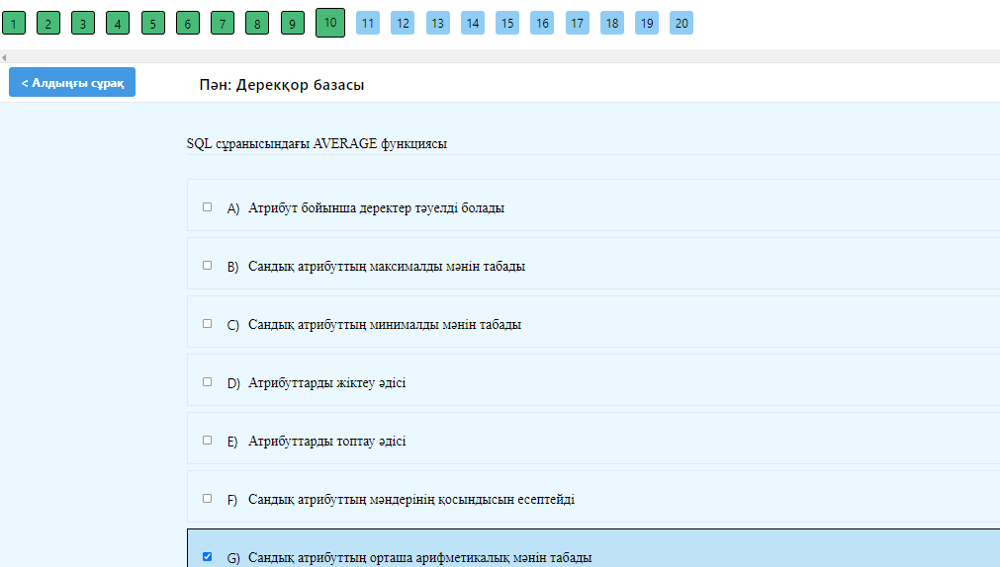 1 2 3 4 5 6 7 8 9 10 11 12 13 14 15 16 17 18 19 20
< Алдыңғы сұрақ
Пән: Дерекқор базасы
SQL сұранысындағы AVERAGE функциясы
A) Атрибут бойынша деректер тәуелді болады
B) Сандық атрибуттың максималды мәнін табады
C) Сандық атрибуттың минималды мәнін табады
D) Атрибуттарды жіктеу әдісі
E) Атрибуттарды топтау әдісі
F) Сандық атрибуттың мәндерінің қосындысын есептейді
G) Сандық атрибуттың орташа арифметикалық мәнін табады